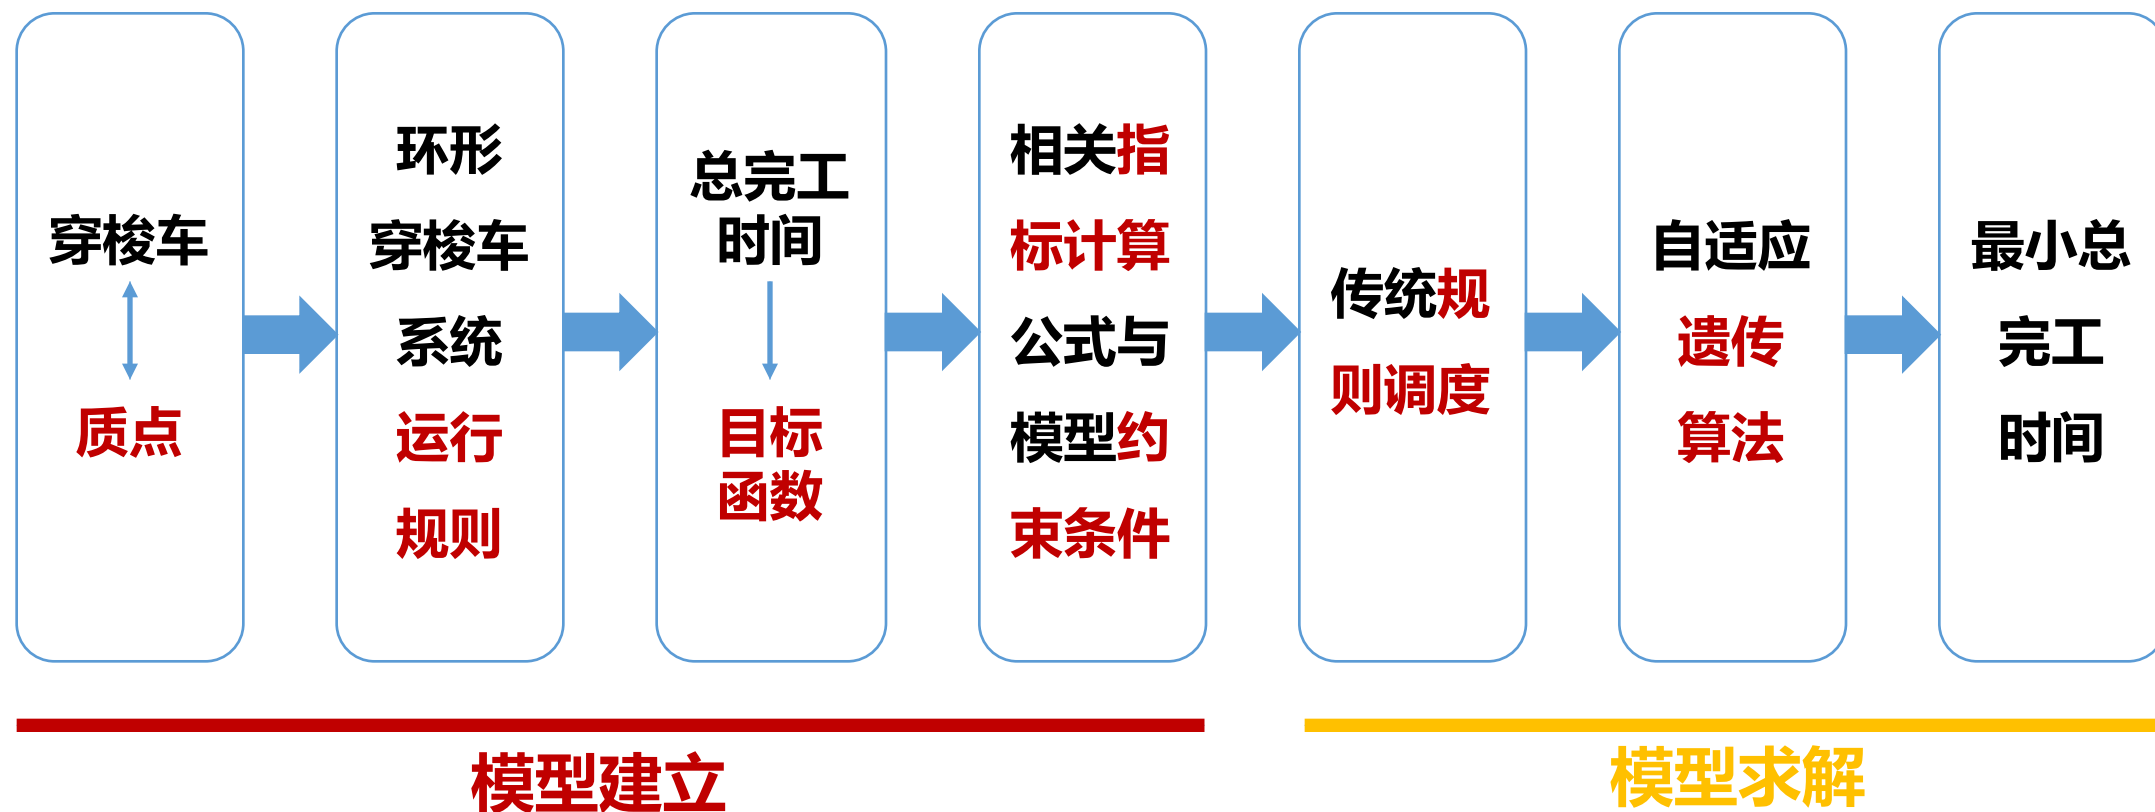 穿梭车
质点
环形
穿梭车
系统
运行
规则
总完工
时间
目标
函数
相关指
标计算
公式与
模型约
束条件
传统规
则调度
自适应
遗传
算法
最小总
完工
时间
模型建立
模型求解